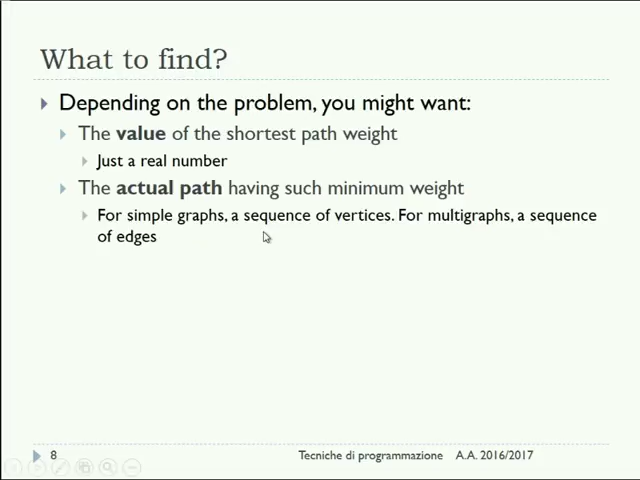 What to find?
Depending on the problem, you might want:
The value of the shortest path weight
Just a real number
The actual path having such minimum weight
For simple graphs, a sequence of vertices. For multigraphs, a sequence
of edges
8 Tecniche di programmazione A.A. 2016/2017